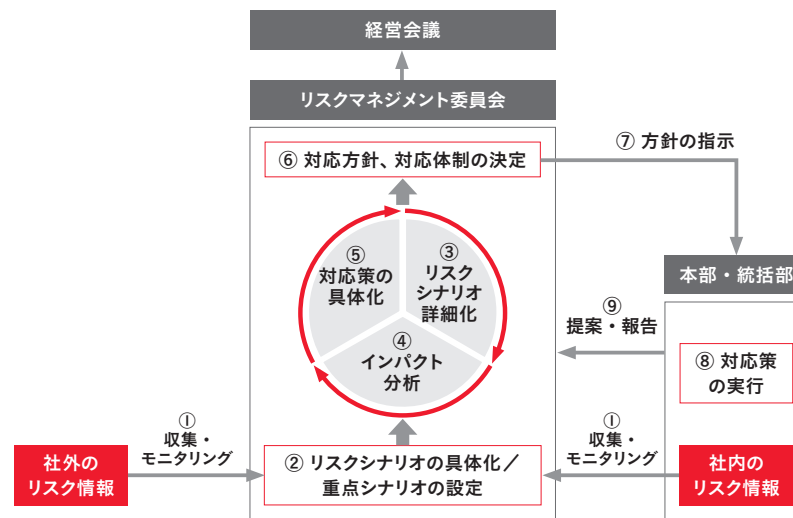 経営会議
リスクマネジメント委員会
⑥ 対応方針、対応体制の決定
⑦ 方針の指示
⑤
対応策の
具体化
③
リスク
シナリオ
詳細化
④
インパクト
分析
本部・統括部
⑨
提案・報告
⑧ 対応策
の実行
①
収集・
モニタリング
社外の
リスク情報
② リスクシナリオの具体化／
重点シナリオの設定
①
収集・
モニタリング
社内の
リスク情報